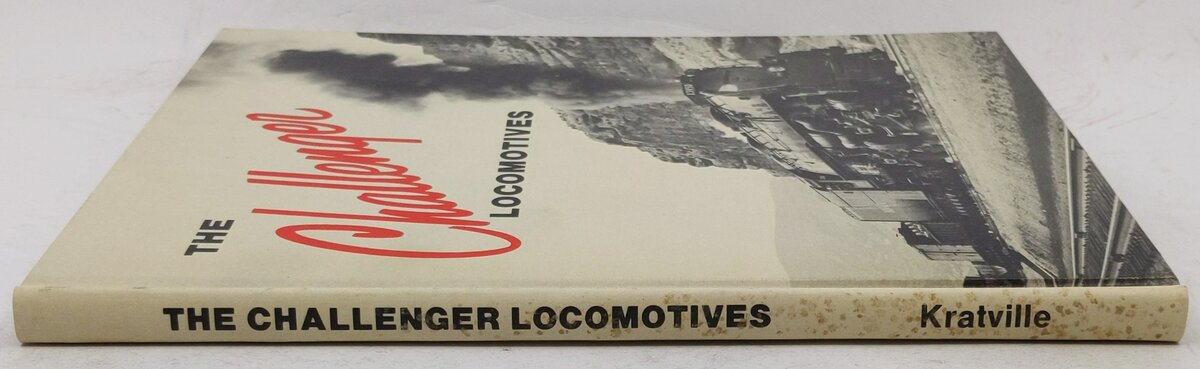 THE
Challenger
LOCOMOTIVES
THE CHALLENGER LOCOMOTIVES Kratville